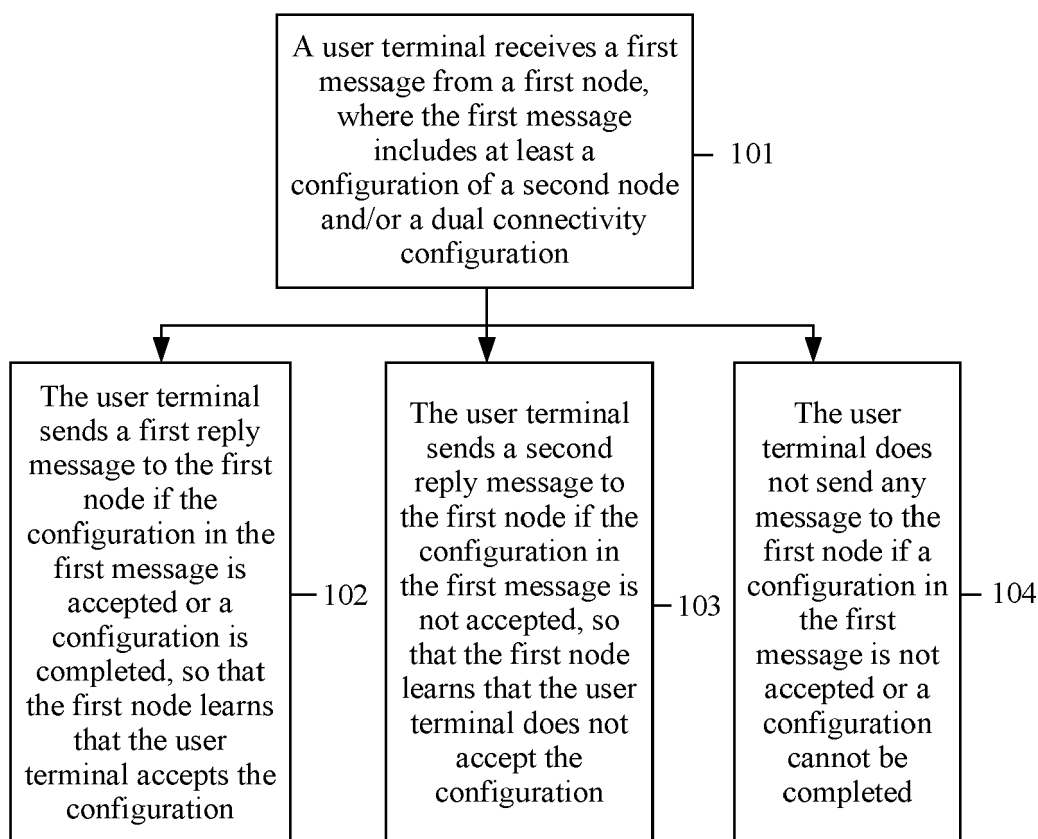 A user terminal receives a first
message from a first node,
where the first message
includes at least a
configuration of a second node
and/or a dual connectivity
configuration
101
The user terminal
sends a first reply
message to the first
node if the
configuration in the
first message is
accepted or a
configuration is
completed, so that
the first node learns
that the user
terminal accepts the
configuration
102
The user terminal
sends a second
reply message to
the first node if the
configuration in
the first message is
not accepted, so
that the first node
learns that the user
terminal does not
accept the
configuration
103
The user
terminal does
not send any
message to the
first node if a
configuration in
the first
message is not
accepted or a
configuration
cannot be
completed
104